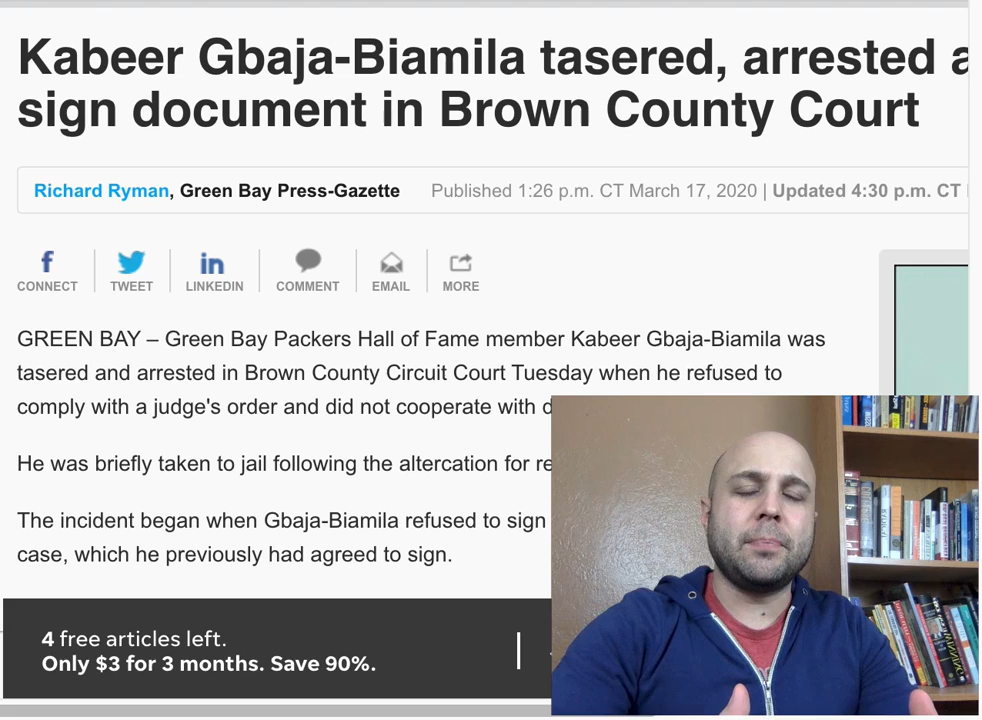 Kabeer Gbaja-Biamila tasered, arrested a
sign document in Brown County Court
Richard Ryman, Green Bay Press-Gazette Published 1:26 p.m. CT March 17, 2020 | Updated 4:30 p.m. CT
f in
CONNECT TWEET LINKEDIN COMMENT EMAIL MORE
GREEN BAY – Green Bay Packers Hall of Fame member Kabeer Gbaja-Biamila was
tasered and arrested in Brown County Circuit Court Tuesday when he refused to
comply with a judge's order and did not cooperate with d
He was briefly taken to jail following the altercation for re
The incident began when Gbaja-Biamila refused to sign
case, which he previously had agreed to sign.
4 free articles left.
Only $3 for 3 months. Save 90%.